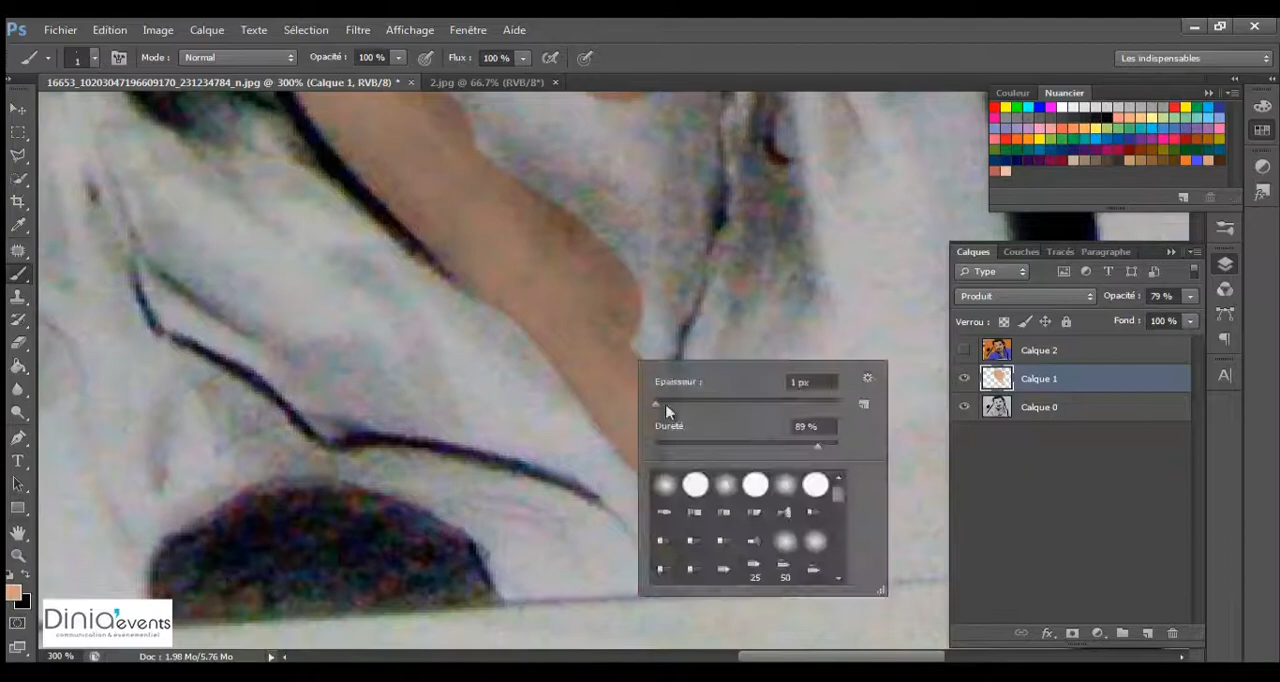 Ps Fichier Edition Image Calque Texte Sélection Filtre Affichage Fenêtre Aide
1 Mode : Normal Opacité : 100 % Flux : 100 % Les indispensables
16653_10203047196609170_231234784_n.jpg @ 300% (Calque 1, RVB/8) * × 2.jpg @ 66.7% (RVB/8*) ×
Couleur Nuancier
Calques Couches Tracés Paragraphe
Type
Produit Opacité : 79 %
Verrou : Fond : 100 %
Calque 2
Calque 1
Calque 0
Epaisseur : 1 px
Dureté 89 %
25 50
Dinia'events
communication & événementiel
300 % Doc : 1.98 Mo/5.76 Mo